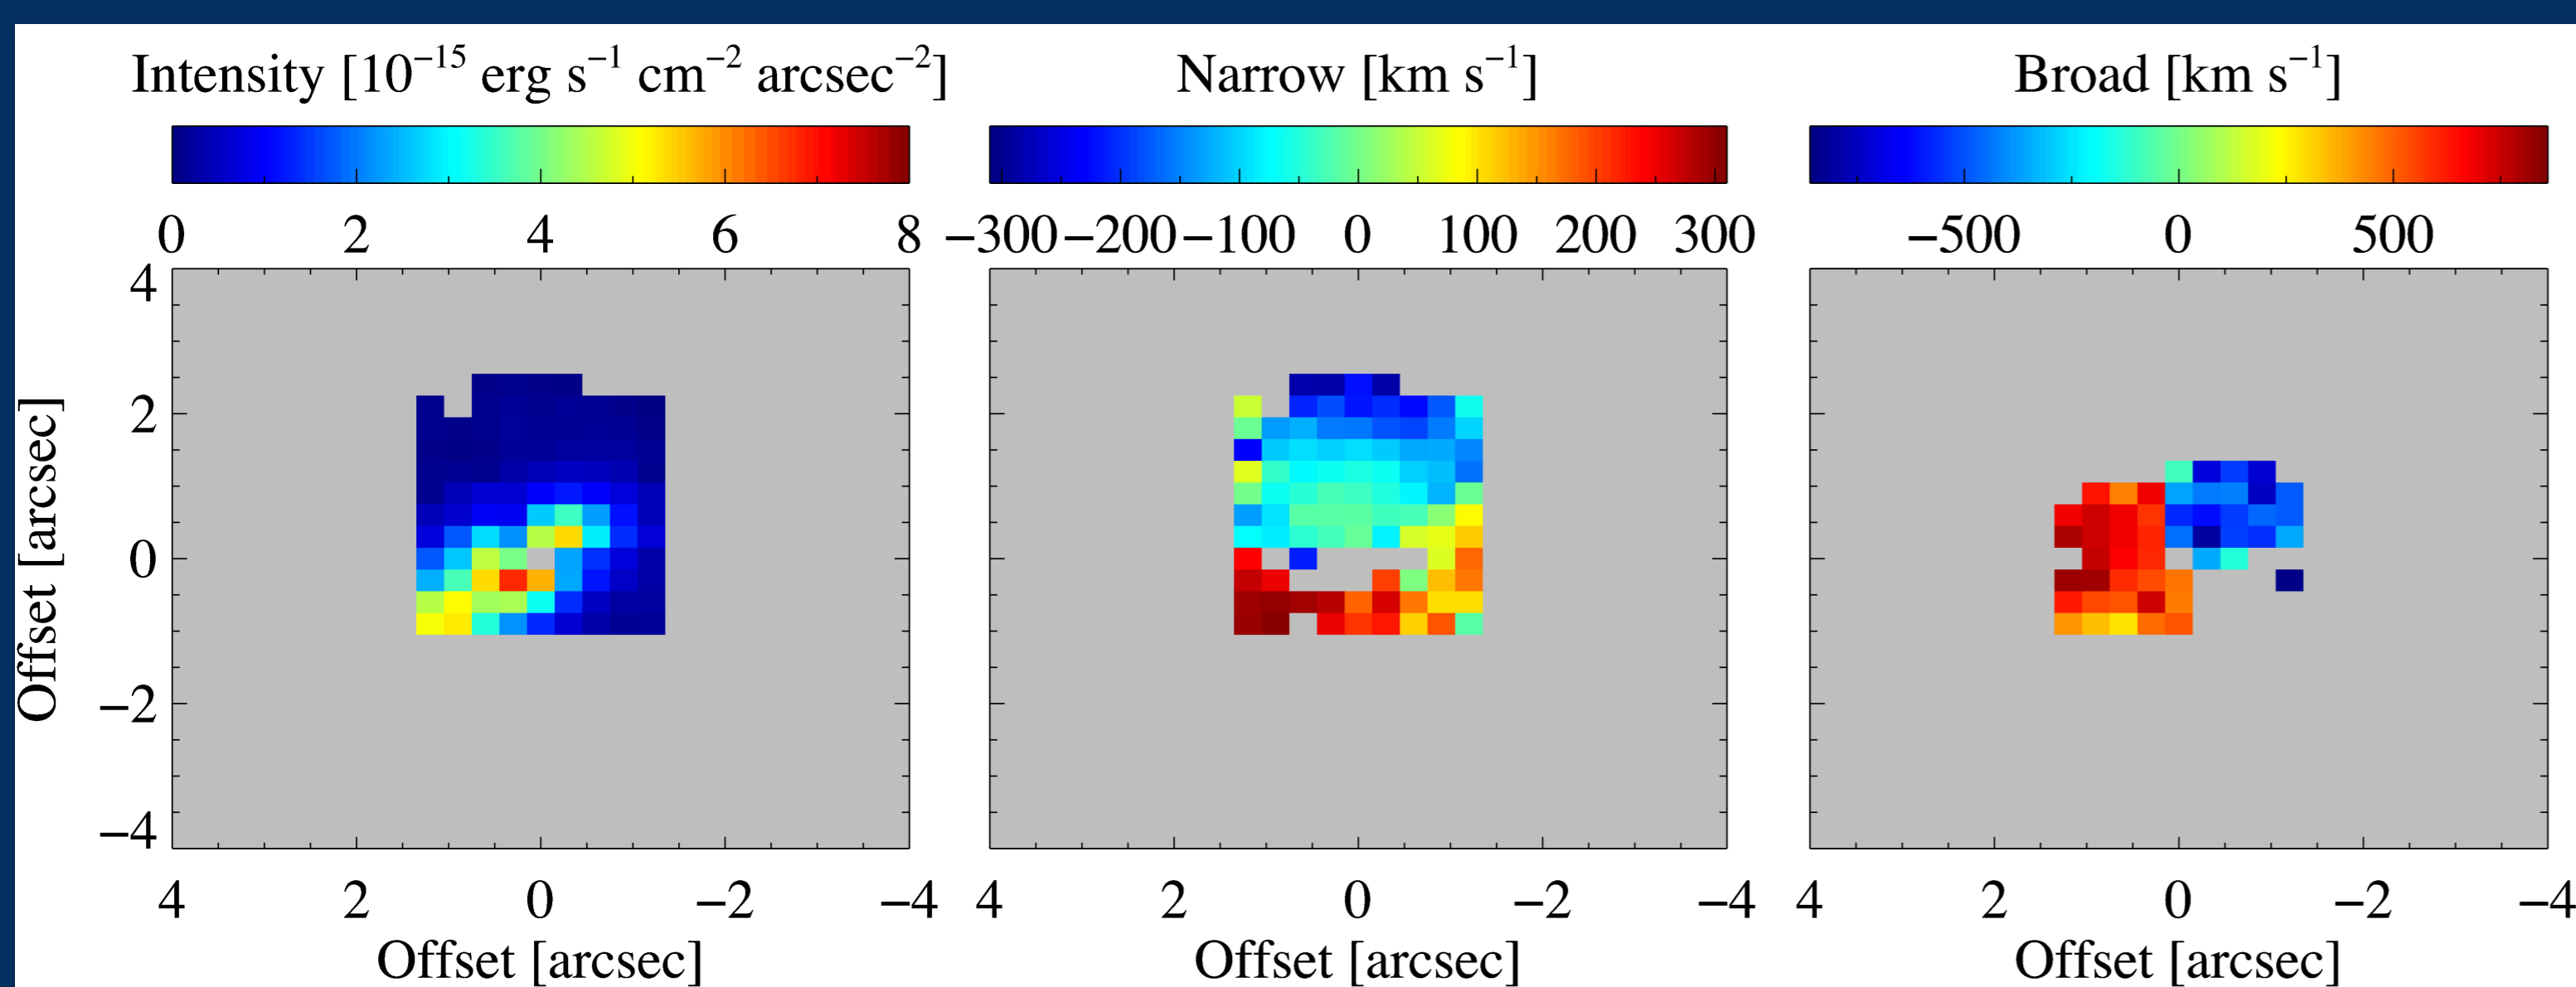 Intensity [10⁻¹⁵ erg s⁻¹ cm⁻² arcsec⁻²]
Narrow [km s⁻¹]
Broad [km s⁻¹]
0 2 4 6 8
−300 −200 −100 0 100 200 300
−500 0 500
4
2
0
−2
−4
Offset [arcsec]
4 2 0 −2 −4
4 2 0 −2 −4
4 2 0 −2 −4
Offset [arcsec]
Offset [arcsec]
Offset [arcsec]